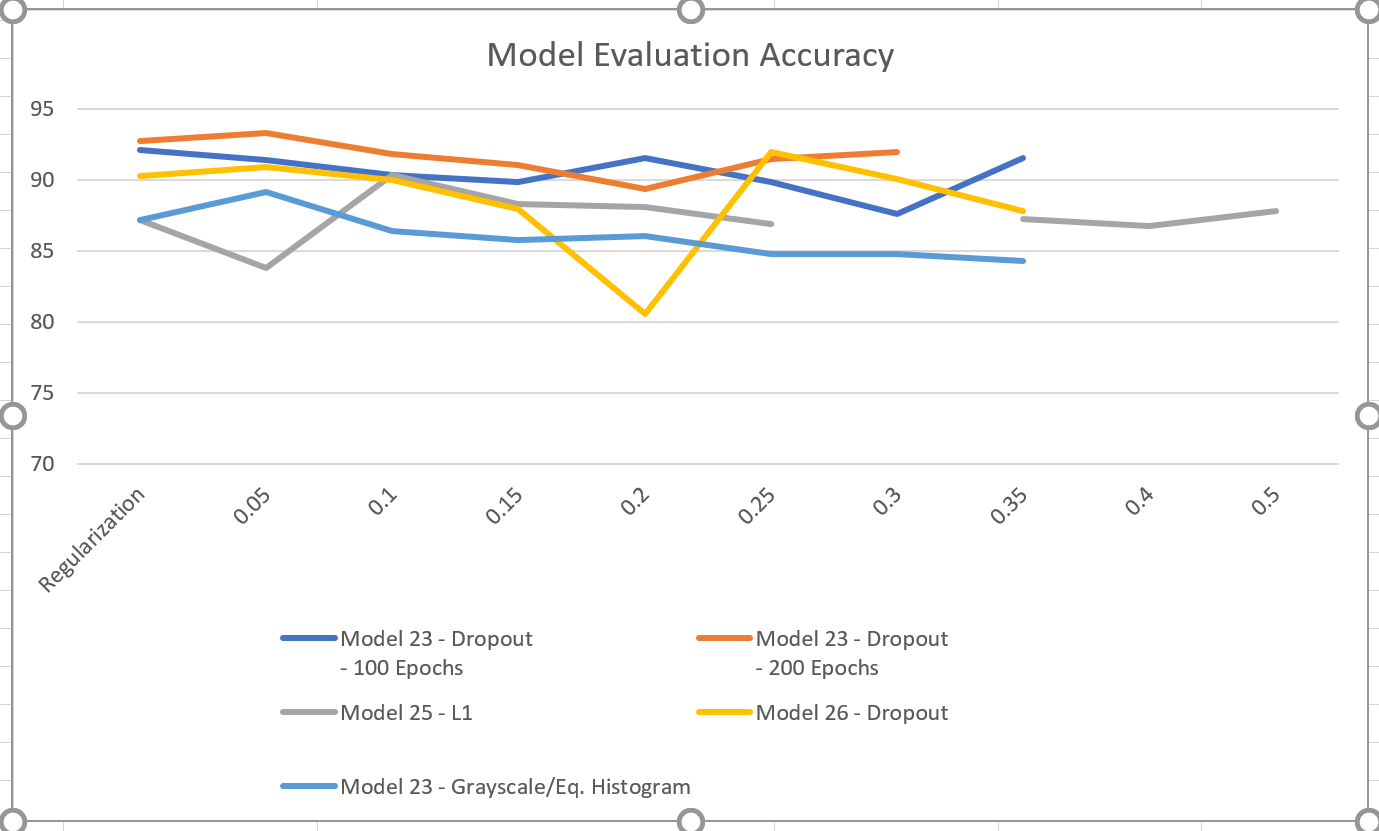 Model Evaluation Accuracy
95
90
85
80
75
70
Regularization 0.05 0.1 0.15 0.2 0.25 0.3 0.35 0.4 0.5
Model 23 - Dropout - 100 Epochs
Model 23 - Dropout - 200 Epochs
Model 25 - L1
Model 26 - Dropout
Model 23 - Grayscale/Eq. Histogram